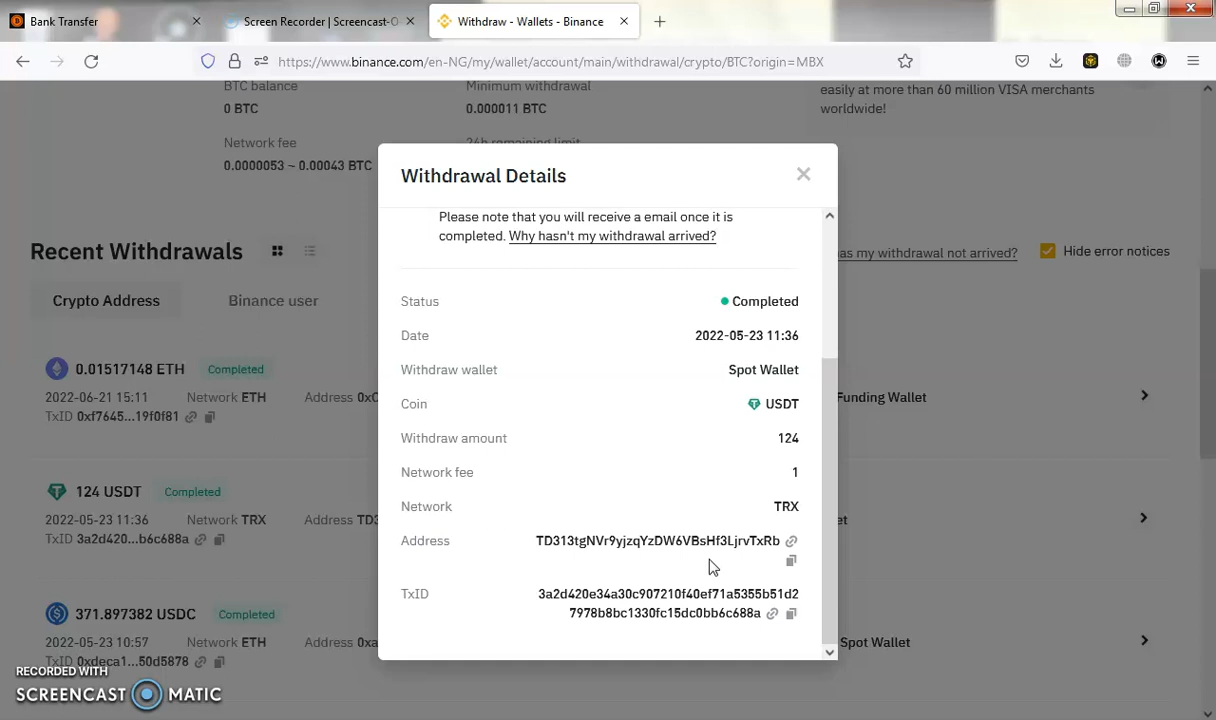 Bank Transfer
Screen Recorder | Screencast-O
Withdraw - Wallets - Binance
https://www.binance.com/en-NG/my/wallet/account/main/withdrawal/crypto/BTC?origin=MBX
BTC balance
Minimum withdrawal
easily at more than 60 million VISA merchants
0 BTC
0.000011 BTC
worldwide!
Network fee
24h remaining limit
0.0000053 ~ 0.00043 BTC
Withdrawal Details
Please note that you will receive a email once it is
completed. Why hasn't my withdrawal arrived?
Recent Withdrawals
as my withdrawal not arrived?
Hide error notices
Crypto Address
Binance user
Status
Completed
Date
2022-05-23 11:36
Withdraw wallet
Spot Wallet
Coin
USDT
Withdraw amount
124
Network fee
1
Network
TRX
Address
TD313tgNVr9yjzqYzDW6VBsHf3LjrvTxRb
TxID
3a2d420e34a30c907210f40ef71a5355b51d2
7978b8bc1330fc15dc0bb6c688a
0.01517148 ETH
Completed
2022-06-21 15:11
Network ETH
Address 0x
Funding Wallet
TxID 0xf7645...19f0f81
124 USDT
Completed
2022-05-23 11:36
Network TRX
Address TD3
et
TxID 3a2d420...b6c688a
371.897382 USDC
Completed
2022-05-23 10:57
Network ETH
Address 0xa
Spot Wallet
TxID 0xdeca1...50d5878
RECORDED WITH
SCREENCAST MATIC